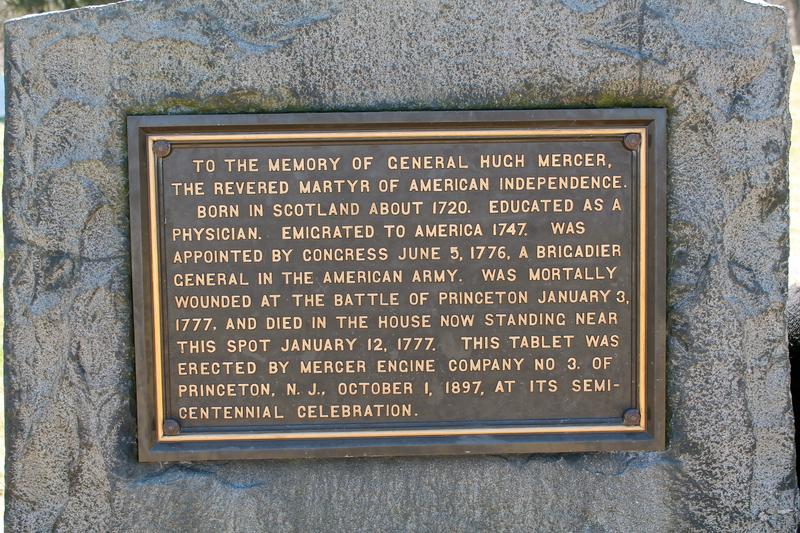 TO THE MEMORY OF GENERAL HUGH MERCER,
THE REVERED MARTYR OF AMERICAN INDEPENDENCE.
BORN IN SCOTLAND ABOUT 1720. EDUCATED AS A
PHYSICIAN. EMIGRATED TO AMERICA 1747. WAS
APPOINTED BY CONGRESS JUNE 5, 1776, A BRIGADIER
GENERAL IN THE AMERICAN ARMY. WAS MORTALLY
WOUNDED AT THE BATTLE OF PRINCETON JANUARY 3,
1777, AND DIED IN THE HOUSE NOW STANDING NEAR
THIS SPOT JANUARY 12, 1777. THIS TABLET WAS
ERECTED BY MERCER ENGINE COMPANY NO 3. OF
PRINCETON, N. J., OCTOBER 1, 1897, AT ITS SEMI-
CENTENNIAL CELEBRATION.